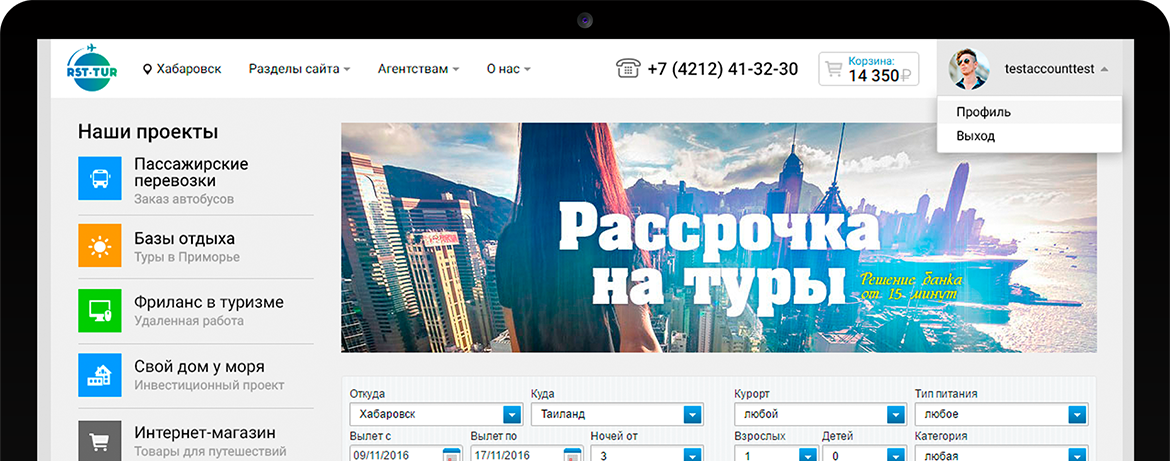 RST-TUR
Хабаровск
Разделы сайта
Агентствам
О нас
+7 (4212) 41-32-30
Корзина:
14 350₽
testaccounttest
Профиль
Выход
Наши проекты
Пассажирские
перевозки
Заказ автобусов
Базы отдыха
Туры в Приморье
Фриланс в туризме
Удаленная работа
Свой дом у моря
Инвестиционный проект
Интернет-магазин
Товары для путешествий
Рассрочка
на туры
Решение банка
от 15 минут
Откуда
Куда
Курорт
Тип питания
Хабаровск
Таиланд
любой
любое
Вылет с
Вылет по
Ночей от
Взрослых
Детей
Категория
09/11/2016
17/11/2016
3
1
0
любая